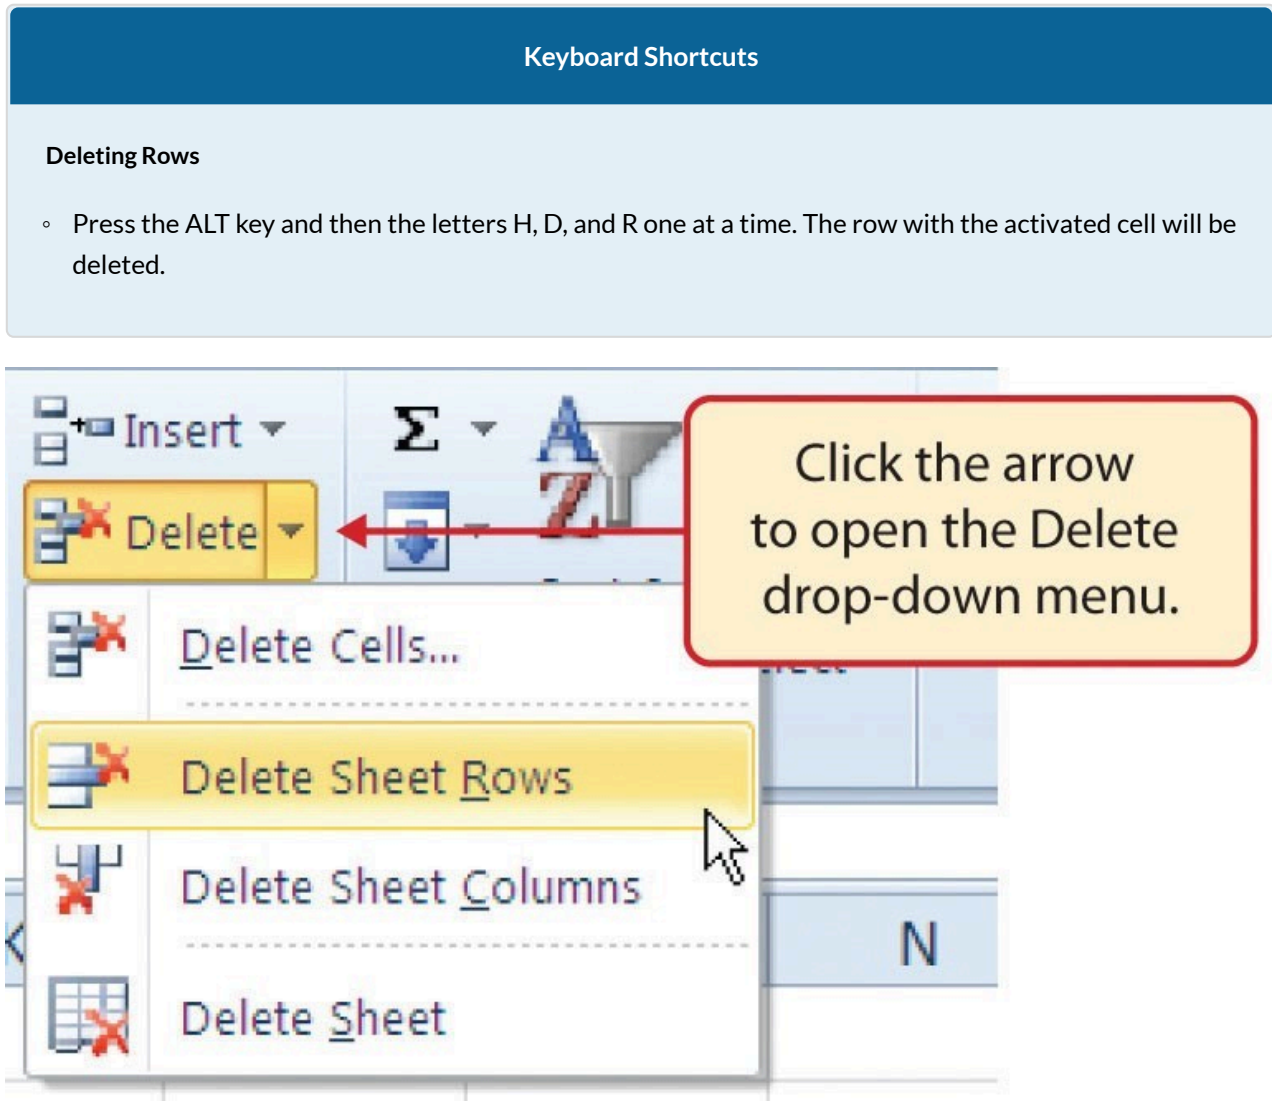 Keyboard Shortcuts
Deleting Rows
◦ Press the ALT key and then the letters H, D, and R one at a time. The row with the activated cell will be
deleted.
Insert
Σ
A
Z
Delete
Click the arrow
to open the Delete
drop-down menu.
Delete Cells...
Delete Sheet Rows
Delete Sheet Columns
N
Delete Sheet